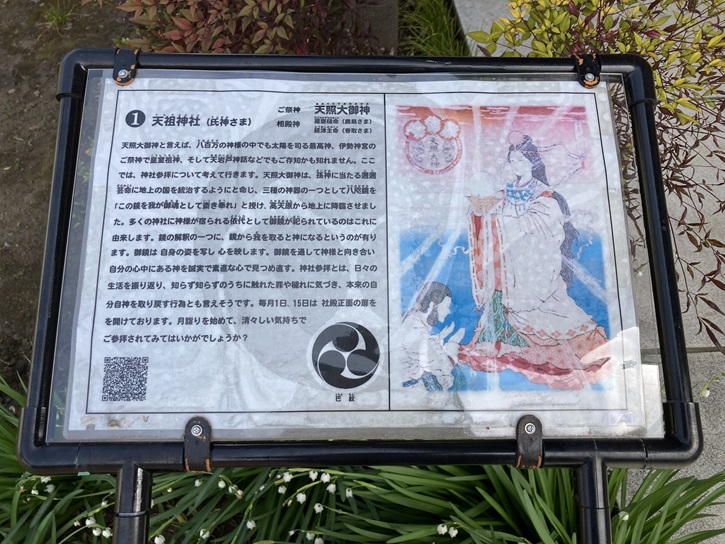 ❶ 天祖神社（氏神さま）
ご祭神 天照大御神
相殿神
天照大御神と言えば、八百万の神様の中でも太陽を司る最高神、伊勢神宮の
ご祭神で皇室祖神、そして天岩戸神話などでもご存知かも知れません。ここ
では、神社参拝について考えて行きます。天照大御神は、孫神に当たる邇邇
芸命に地上の国を統治するようにと命じ、三種の神器の一つとして八咫鏡を
「この鏡を我が御魂として斎き奉れ」と授け、高天原から地上に降臨させまし
た。多くの神社に神様が宿られる依代として御鏡が祀られているのはこれに
由来します。鏡の解釈の一つに、鏡から我を取ると神になるというのが有り
ます。御鏡は 自身の姿を写し 心を映します。御鏡を通して神様と向き合い
自分の心中にある神を誠実で素直な心で見つめ直す。神社参拝とは、日々の
生活を振り返り、知らず知らずのうちに触れた罪や穢れに気づき、本来の自
分自神を取り戻す行為とも言えそうです。毎月1日、15日は 社殿正面の扉を
を開けております。月詣りを始めて、清々しい気持ちで
ご参拝されてみてはいかがでしょうか？